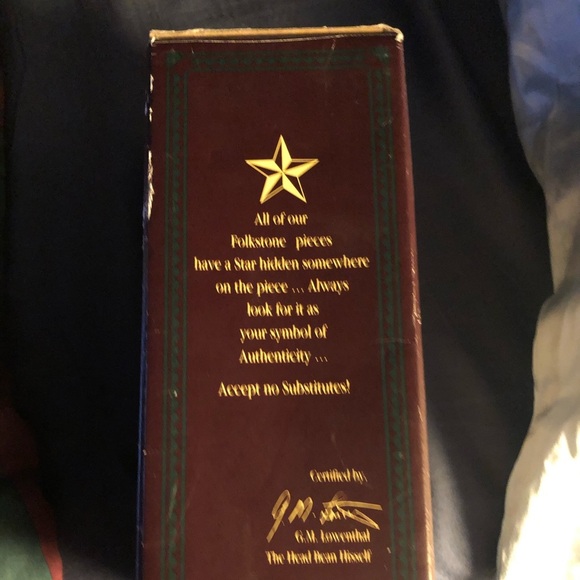 All of our
Folkstone pieces
have a Star hidden somewhere
on the piece ... Always
look for it as
your symbol of
Authenticity ...
Accept no Substitutes!
Certified by,
G.M. Lowenthal
The Head Bean Hisself